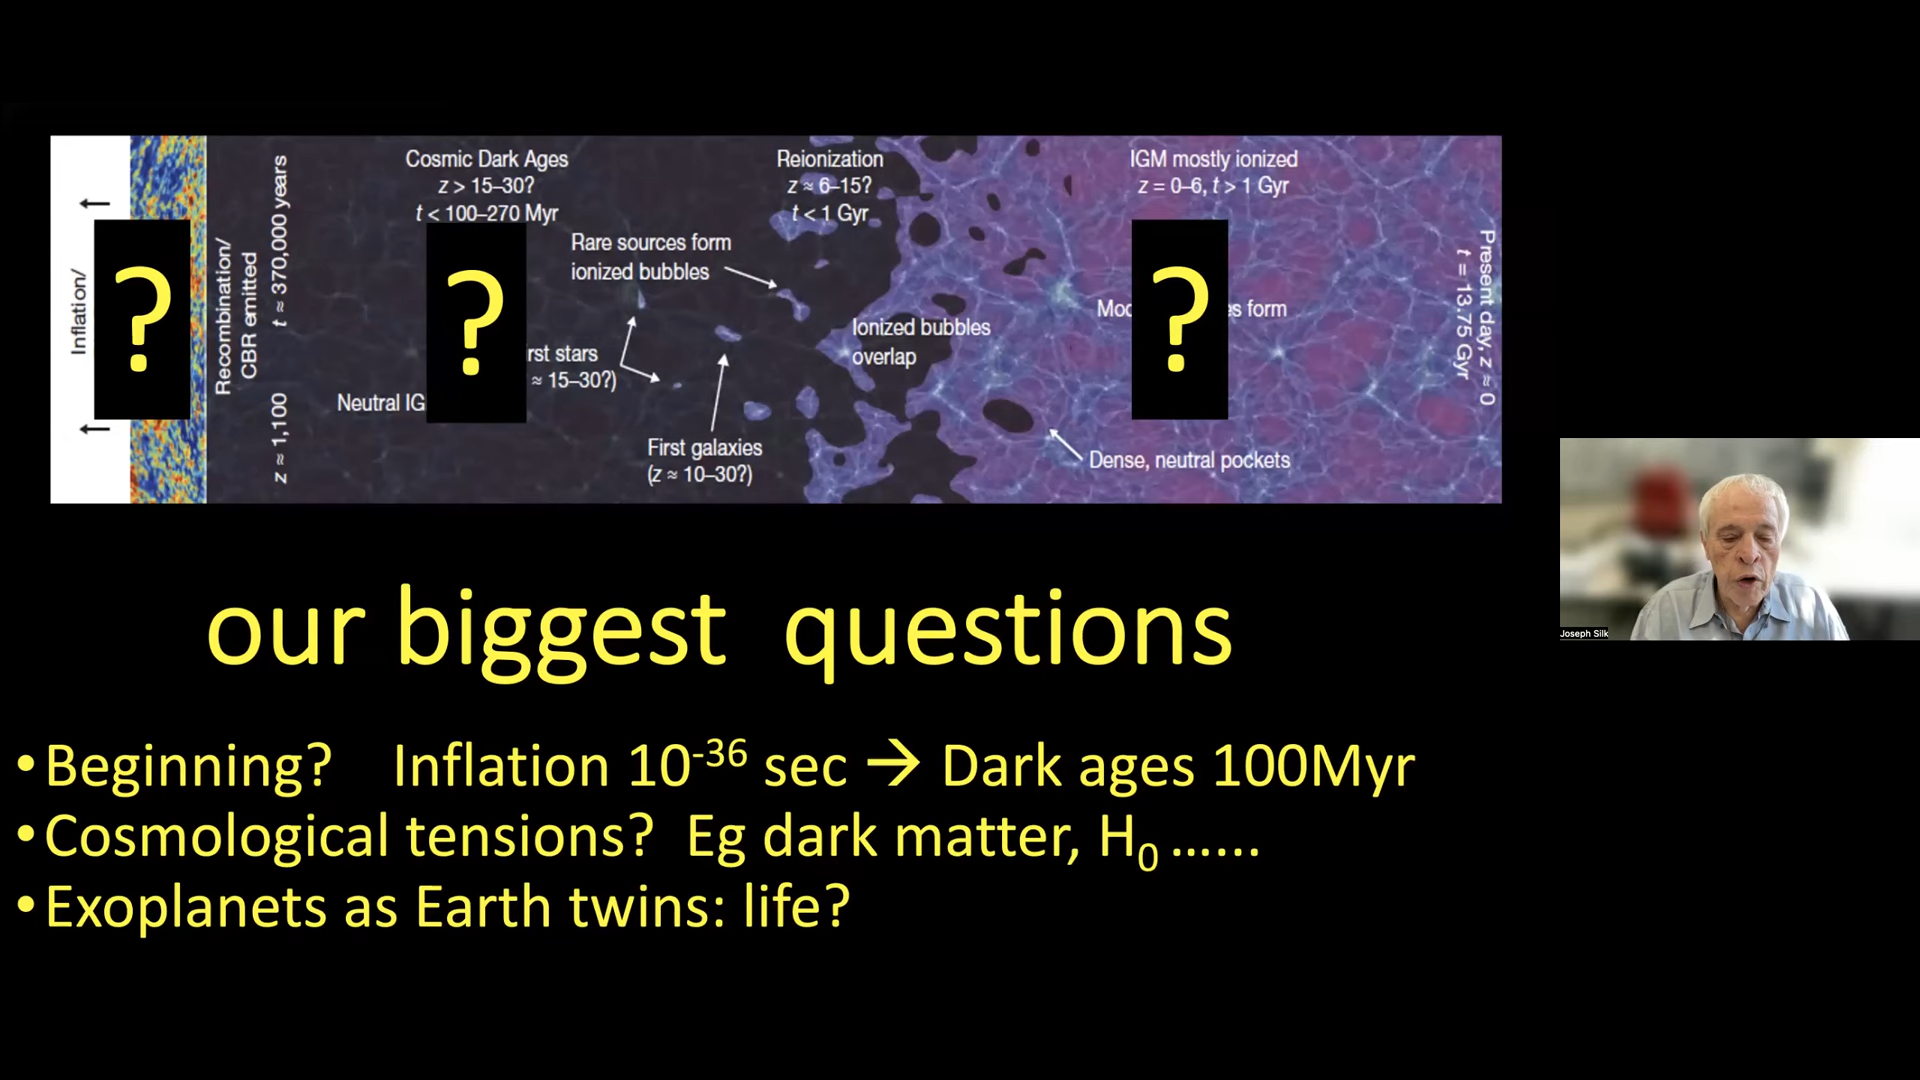 Inflation/
?
Recombination/
CBR emitted
t ≈ 370,000 years
z ≈ 1,100
Cosmic Dark Ages
z > 15–30?
t < 100–270 Myr
?
Neutral IG
rst stars
≈ 15–30?)
Rare sources form
ionized bubbles
First galaxies
(z ≈ 10–30?)
Reionization
z ≈ 6–15?
t < 1 Gyr
Ionized bubbles
overlap
IGM mostly ionized
z = 0–6, t > 1 Gyr
?
s form
Dense, neutral pockets
Present day, z ≈ 0
t = 13.75 Gyr
Joseph Silk
our biggest questions
•Beginning? Inflation 10⁻³⁶ sec → Dark ages 100Myr
•Cosmological tensions? Eg dark matter, H₀ ......
•Exoplanets as Earth twins: life?